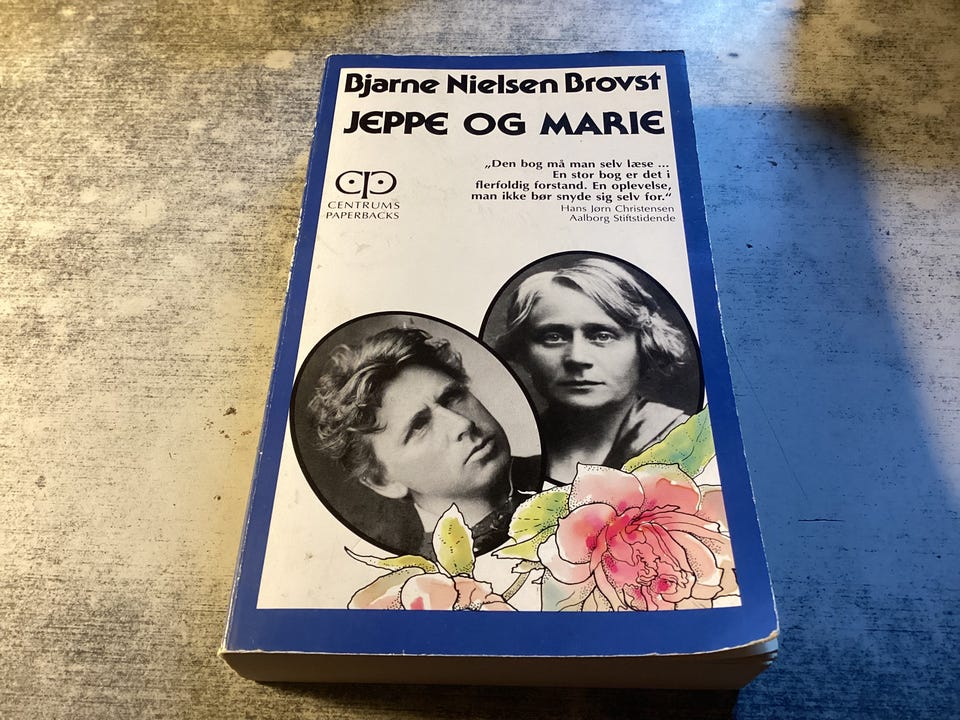 Bjarne Nielsen Brovst
JEPPE OG MARIE
„Den bog må man selv læse ...
En stor bog er det i
flerfoldig forstand. En oplevelse,
man ikke bør snyde sig selv for.“
Hans Jørn Christensen
Aalborg Stiftstidende
cp
CENTRUMS
PAPERBACKS